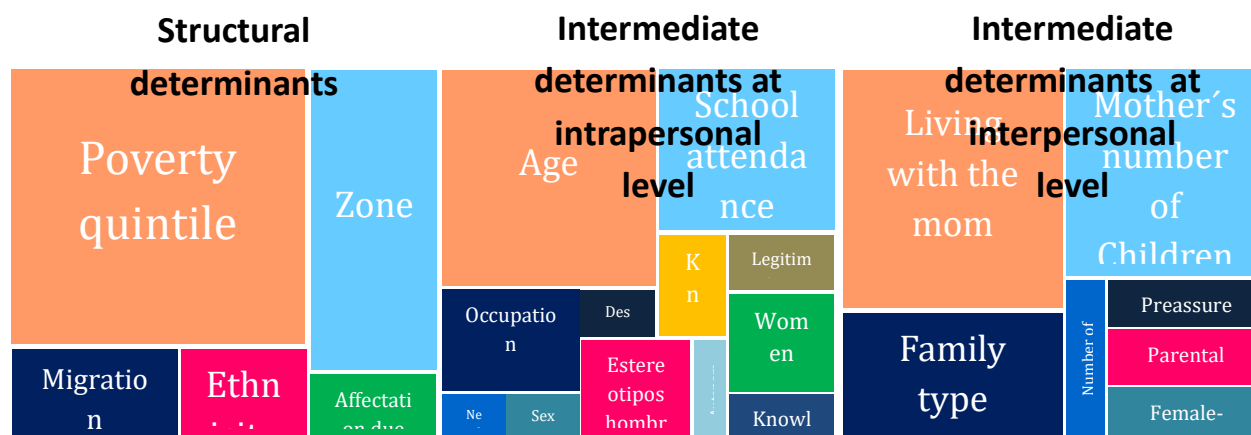 Structural
determinants
Poverty
quintile
Zone
Migratio
n
Ethn
Affectati
on due
Intermediate
determinants at
intrapersonal
level
Age
School
attenda
nce
K
n
Legitim
Occupatio
n
Des
Wom
en
Estere
otipos
hombr
Ne
Sex
Knowl
Intermediate
determinants at
interpersonal
level
Living
with the
mom
Mother´s
number
of
Children
Family
type
Number of
Preassure
Parental
Female-